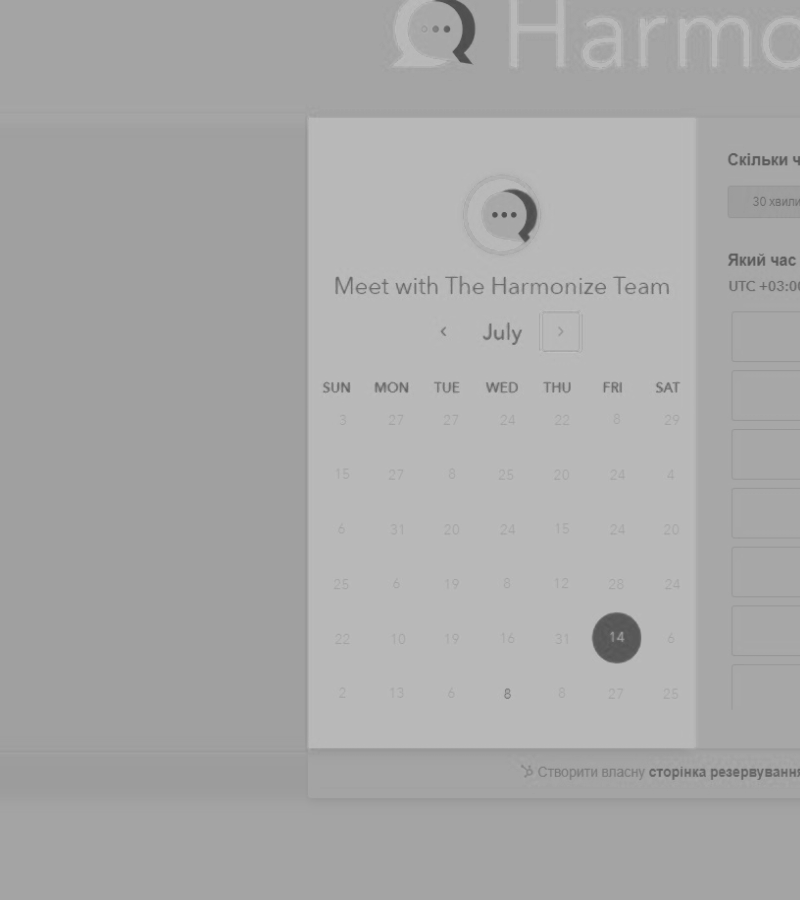 Harmo
Meet with The Harmonize Team
July
SUN MON TUE WED THU FRI SAT
3 27 27 24 22 8 29
15 27 8 25 20 24 4
6 31 20 24 15 24 20
25 6 19 8 12 28 24
22 10 19 16 31 14 6
2 13 6 8 8 27 25
Скільки ч
30 хвили
Який час
UTC +03:00
Створити власну сторінка резервування